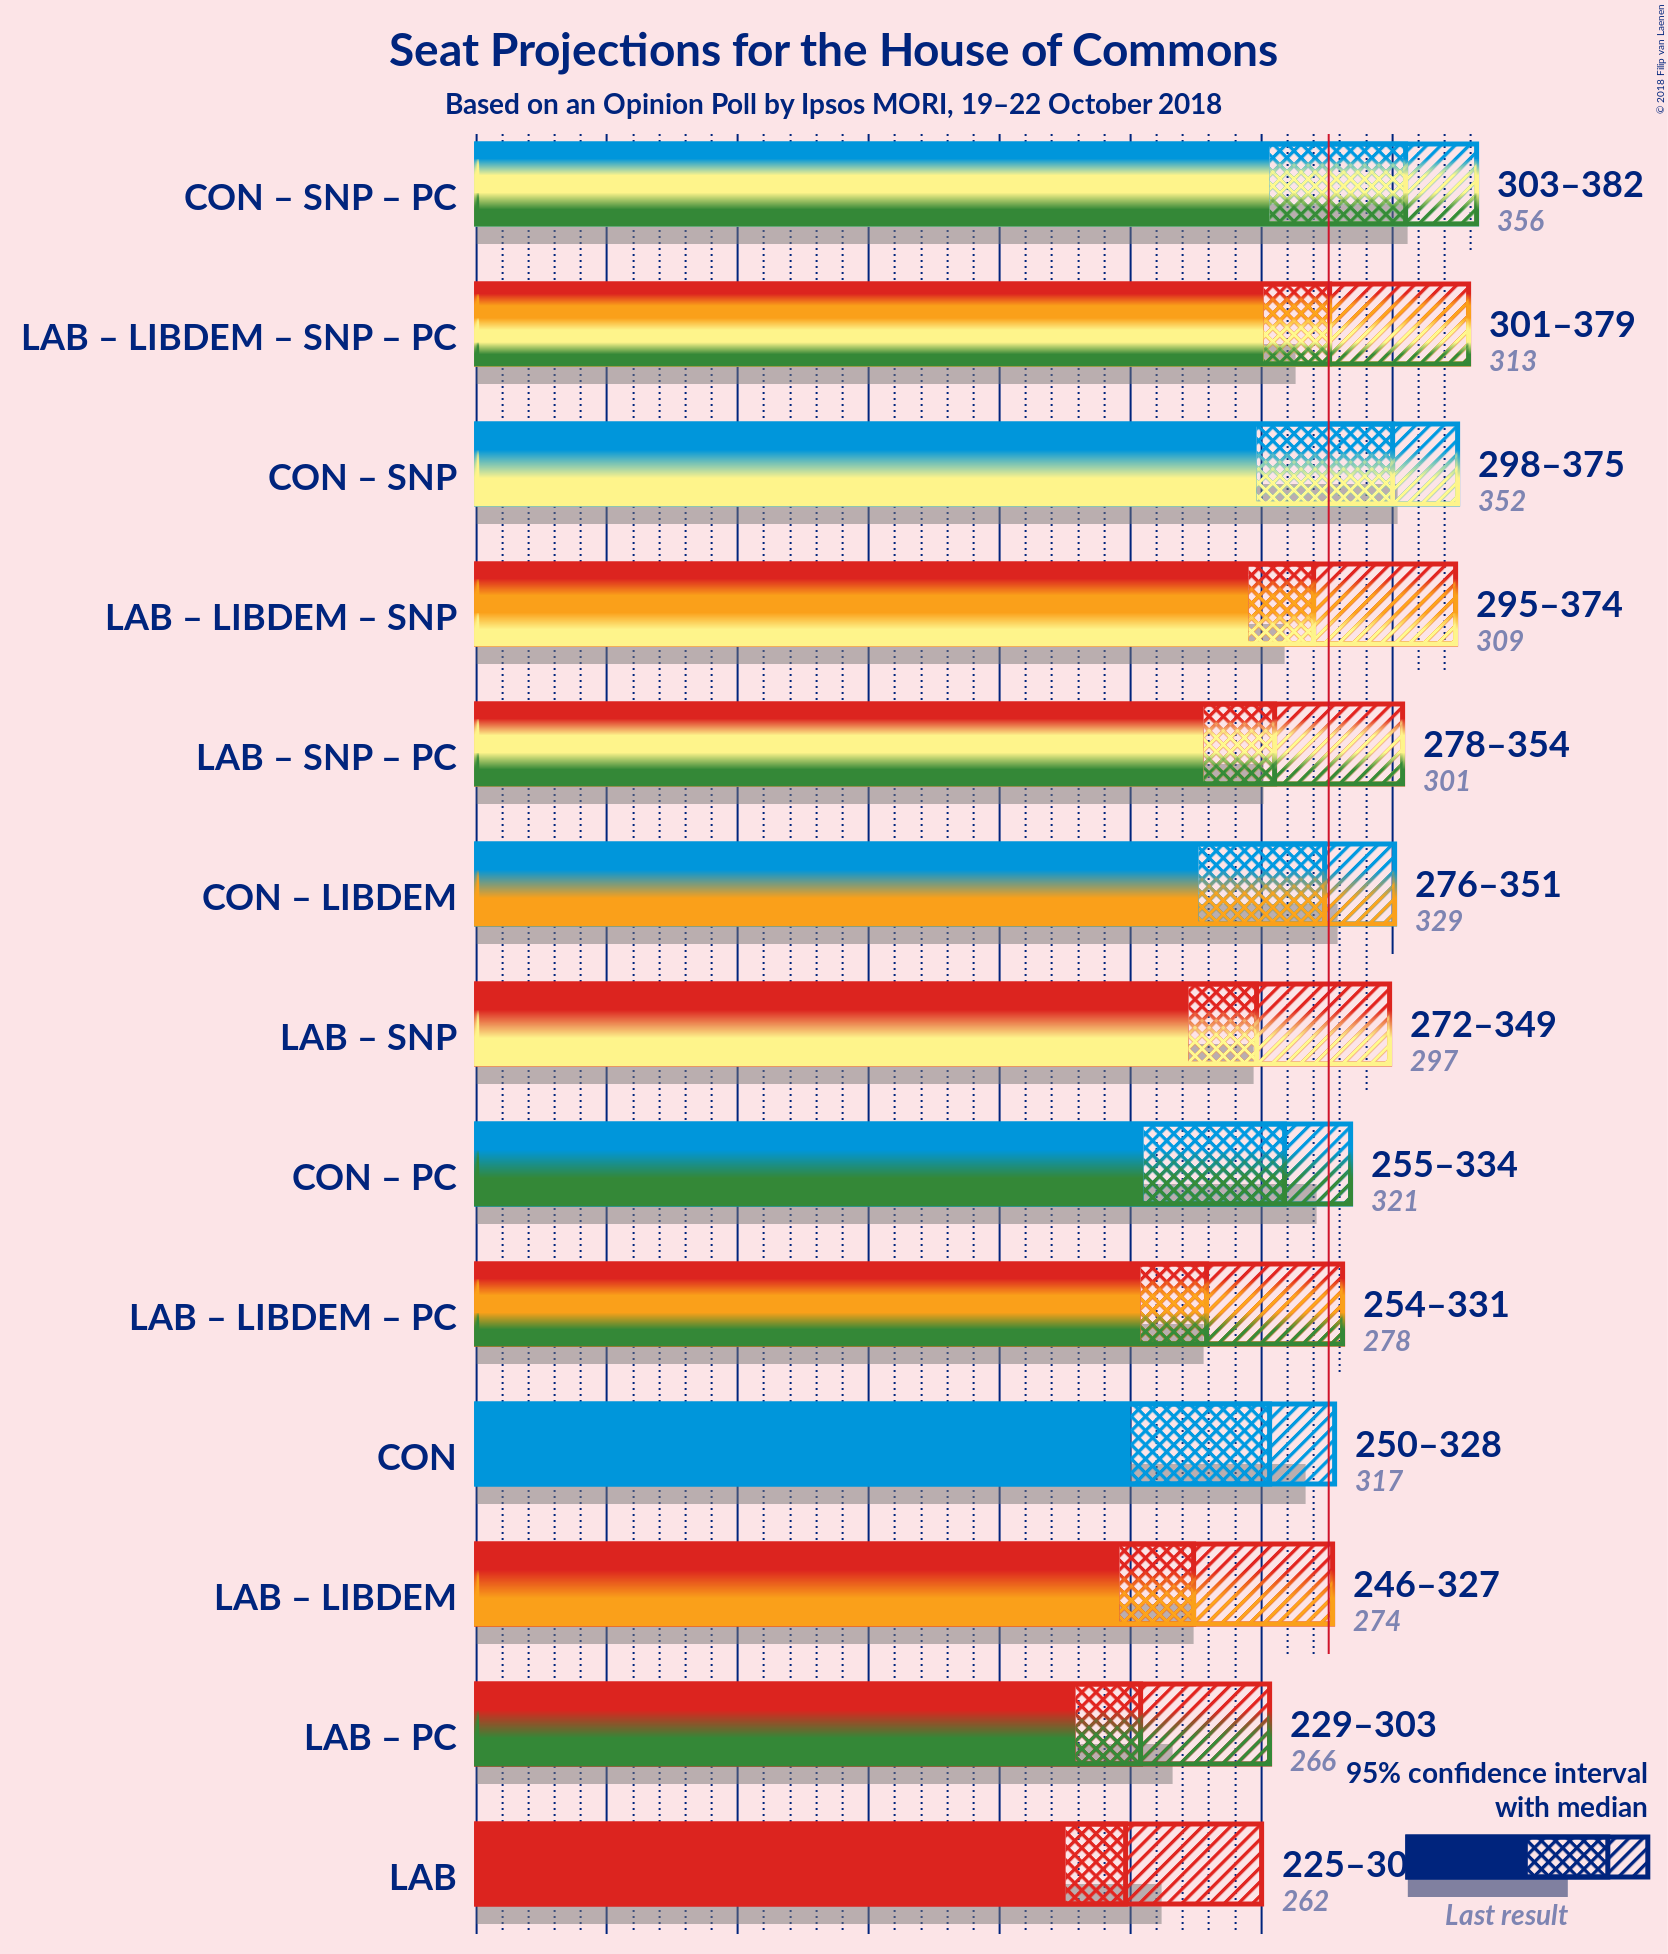 Seat Projections for the House of Commons
Based on an Opinion Poll by Ipsos MORI, 19–22 October 2018
© 2018 Filip van Laenen
CON – SNP – PC
303–382
356
LAB – LIBDEM – SNP – PC
301–379
313
CON – SNP
298–375
352
LAB – LIBDEM – SNP
295–374
309
LAB – SNP – PC
278–354
301
CON – LIBDEM
276–351
329
LAB – SNP
272–349
297
CON – PC
255–334
321
LAB – LIBDEM – PC
254–331
278
CON
250–328
317
LAB – LIBDEM
246–327
274
LAB – PC
229–303
266
LAB
225–30
262
95% confidence interval
with median
Last result